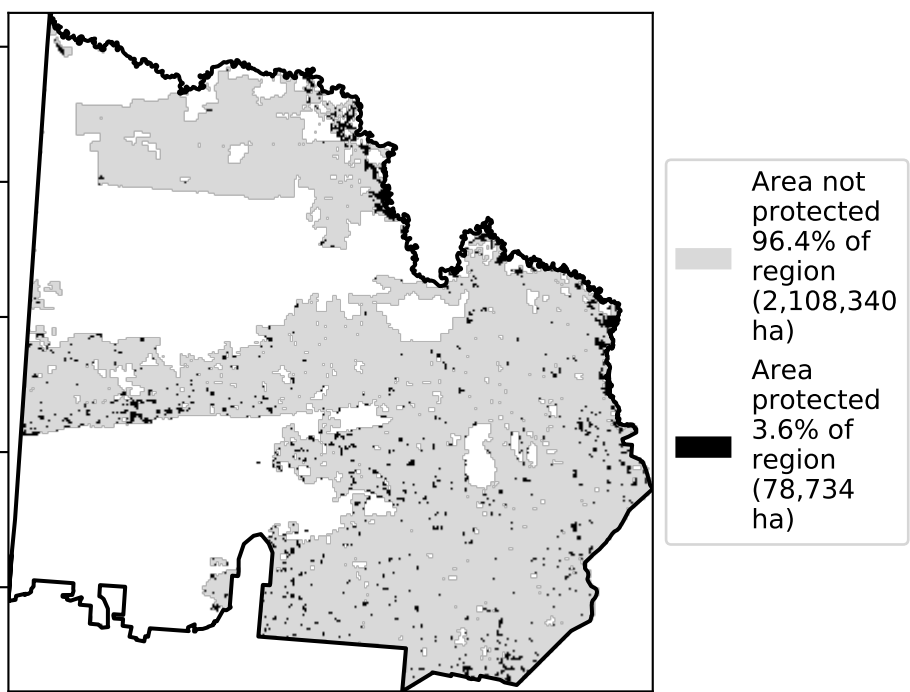 Area not
protected
96.4% of
region
(2,108,340
ha)
Area
protected
3.6% of
region
(78,734
ha)